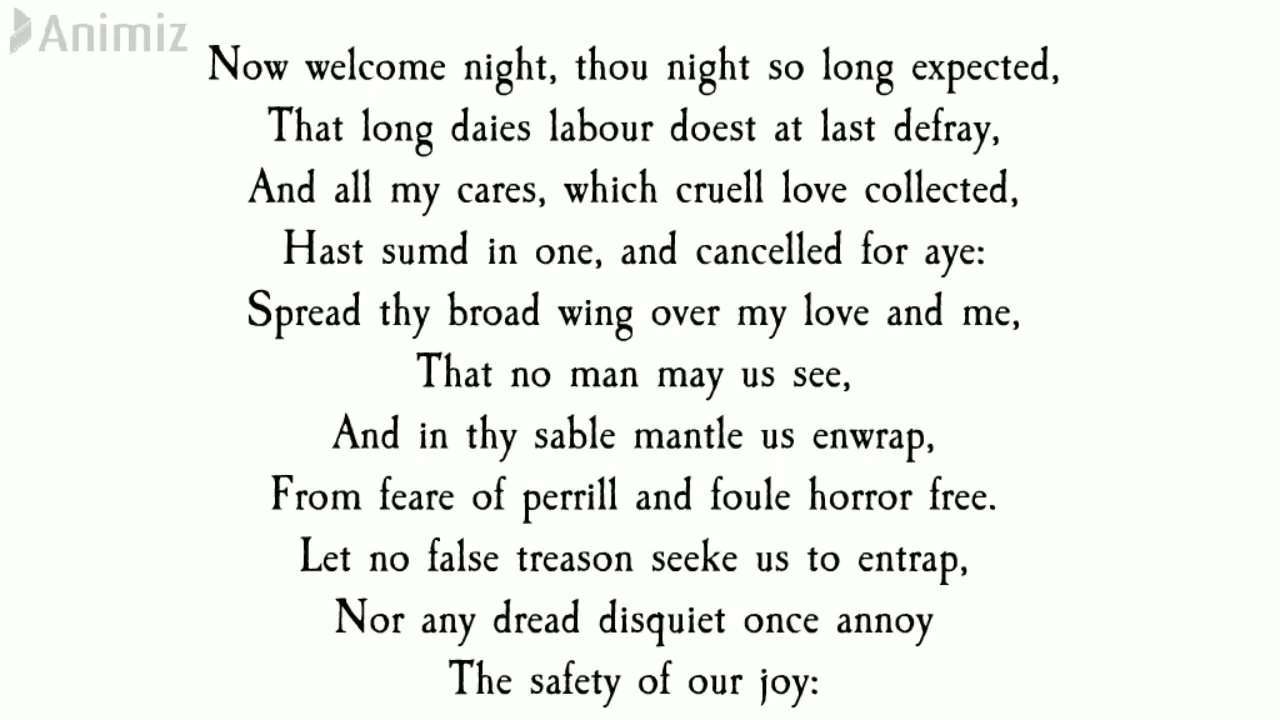 Animiz
Now welcome night, thou night so long expected,
That long daies labour doest at last defray,
And all my cares, which cruell love collected,
Hast sumd in one, and cancelled for aye:
Spread thy broad wing over my love and me,
That no man may us see,
And in thy sable mantle us enwrap,
From feare of perrill and foule horror free.
Let no false treason seeke us to entrap,
Nor any dread disquiet once annoy
The safety of our joy: